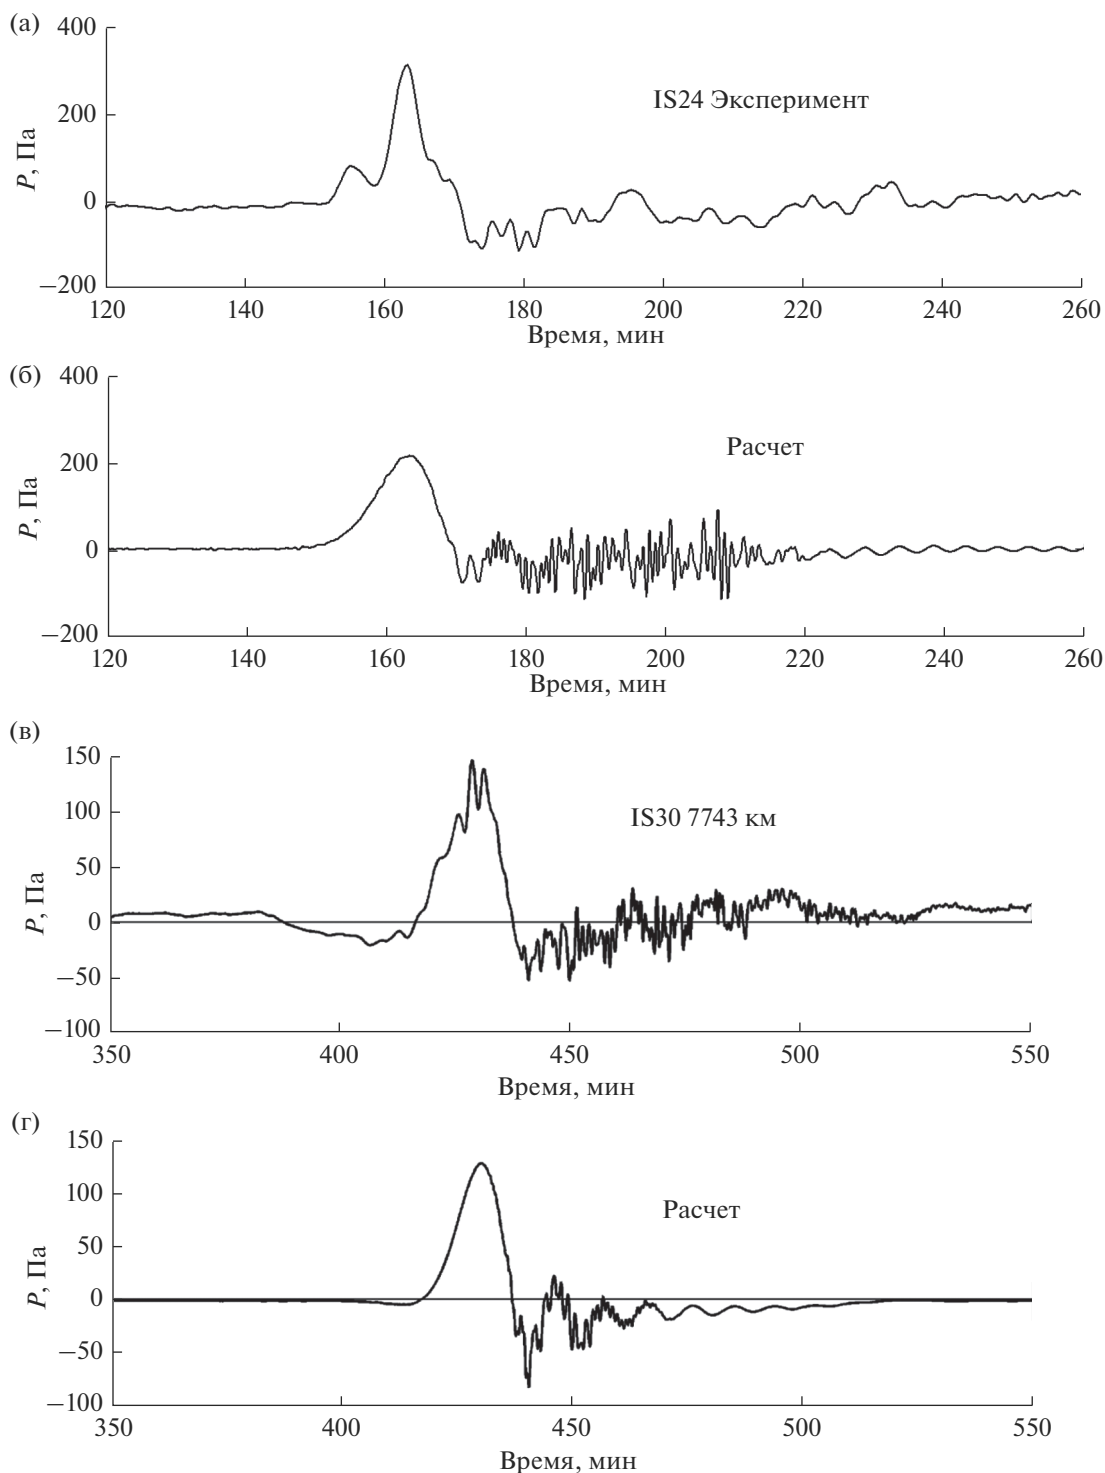 (а)
400
200
0
−200
P, Па
IS24 Эксперимент
120 140 160 180 200 220 240 260
Время, мин
(б)
400
200
0
−200
P, Па
Расчет
120 140 160 180 200 220 240 260
Время, мин
(в)
150
100
50
0
−50
−100
P, Па
IS30 7743 км
350 400 450 500 550
Время, мин
(г)
150
100
50
0
−50
−100
P, Па
Расчет
350 400 450 500 550
Время, мин